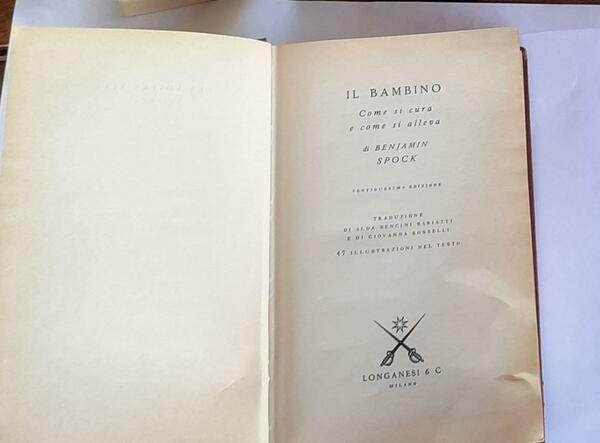 IL BAMBINO
Come si cura
e come si alleva
di BENJAMIN
SPOCK
VENTIDUESIMA EDIZIONE
TRADUZIONE
DI ALDA BENCINI BARIATTI
E DI GIOVANNA ROSSELLI
47 ILLUSTRAZIONI NEL TESTO
LONGANESI & C
MILANO